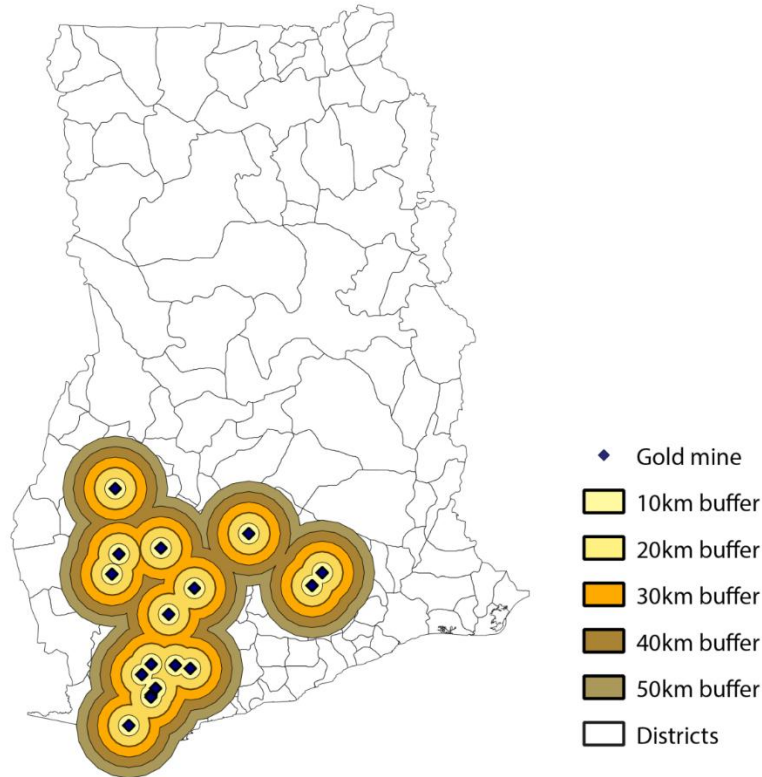 Gold mine
10km buffer
20km buffer
30km buffer
40km buffer
50km buffer
Districts